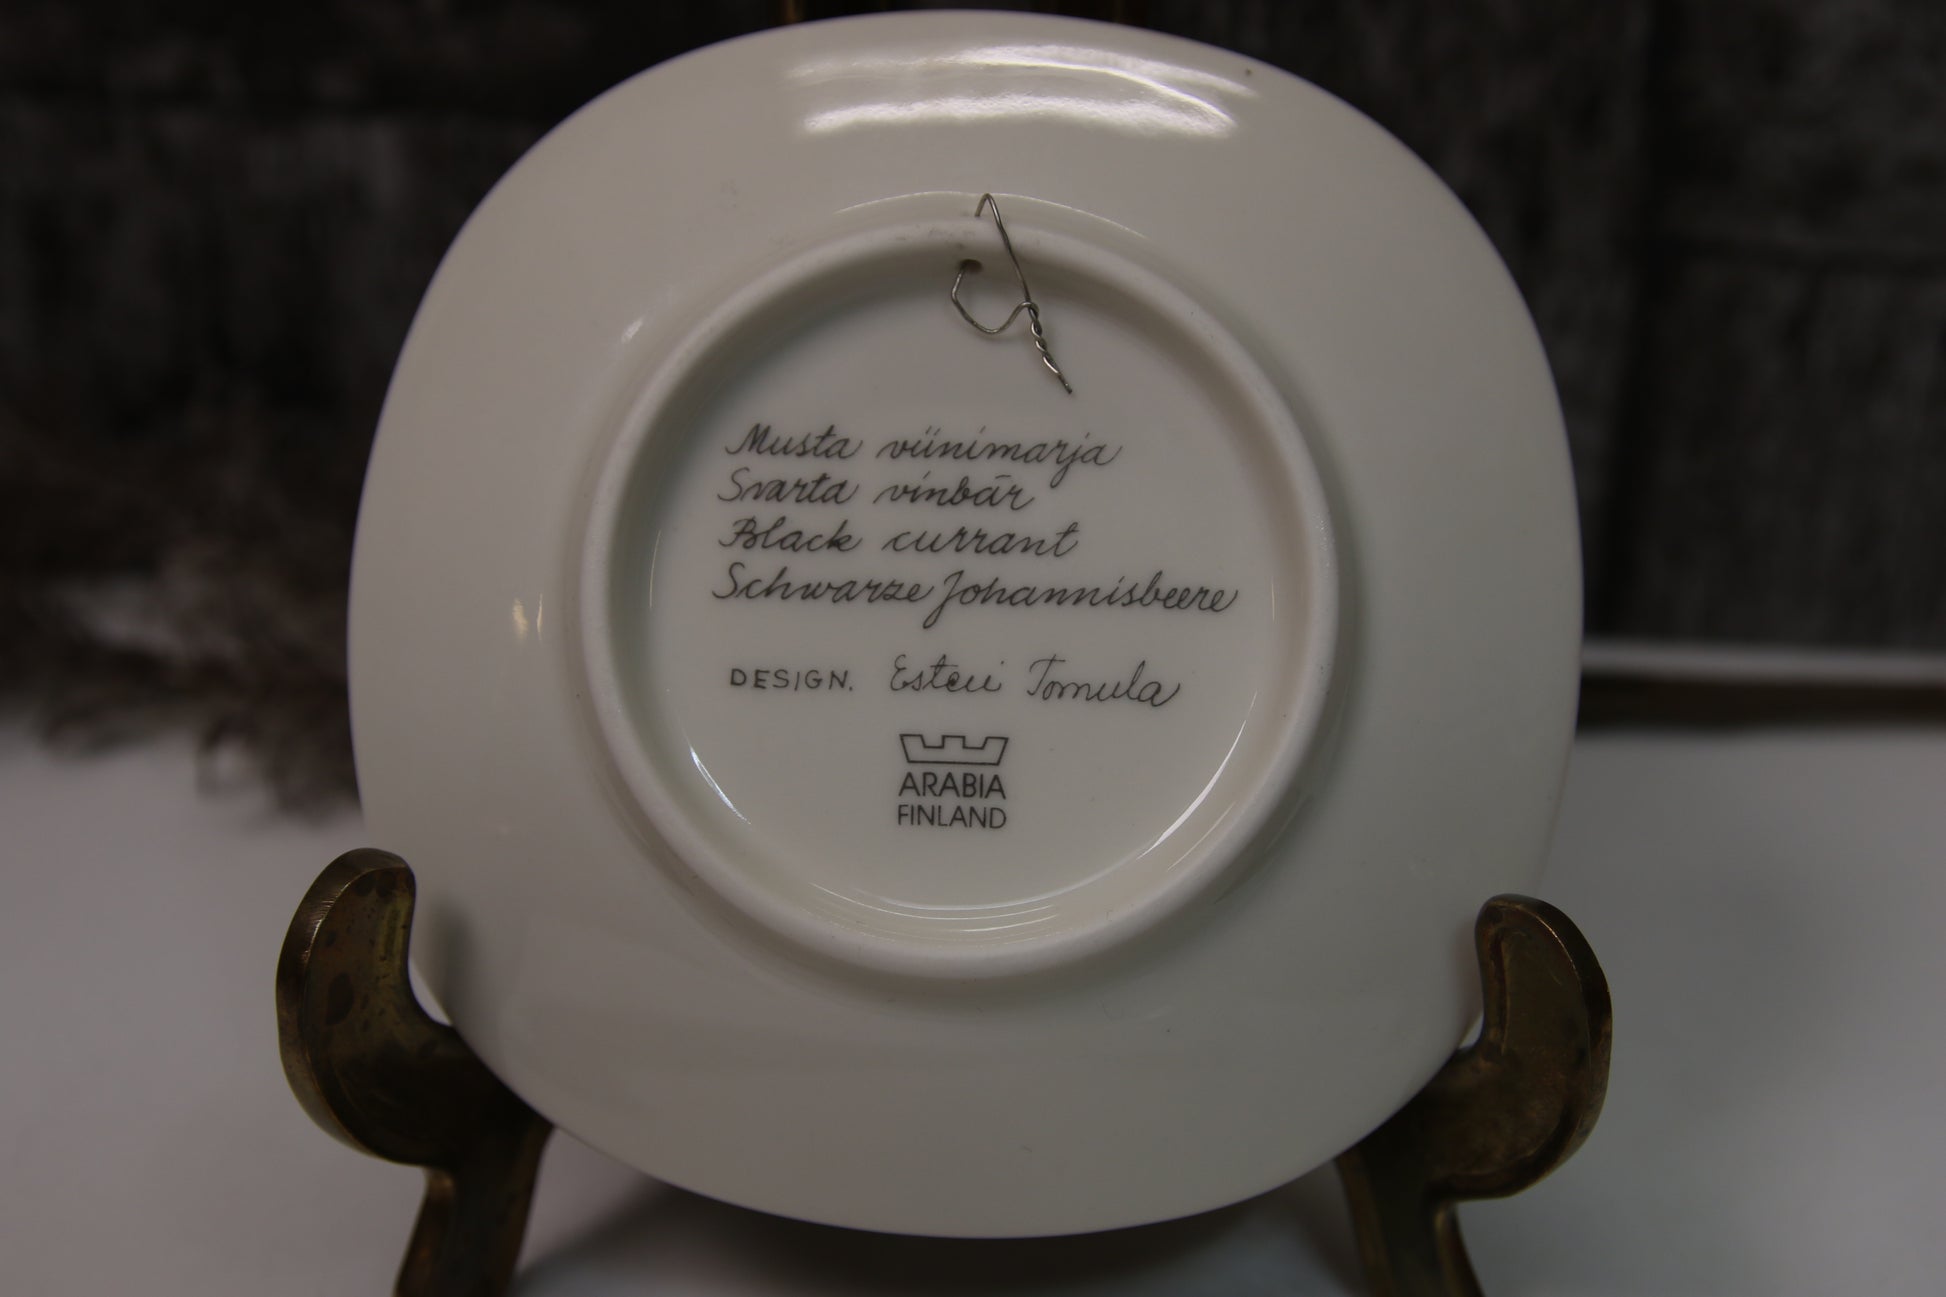 Musta viinimarja
Svarta vinbär
Black currant
Schwarze Johannisbeere
DESIGN. Esteri Tomula
ARABIA
FINLAND